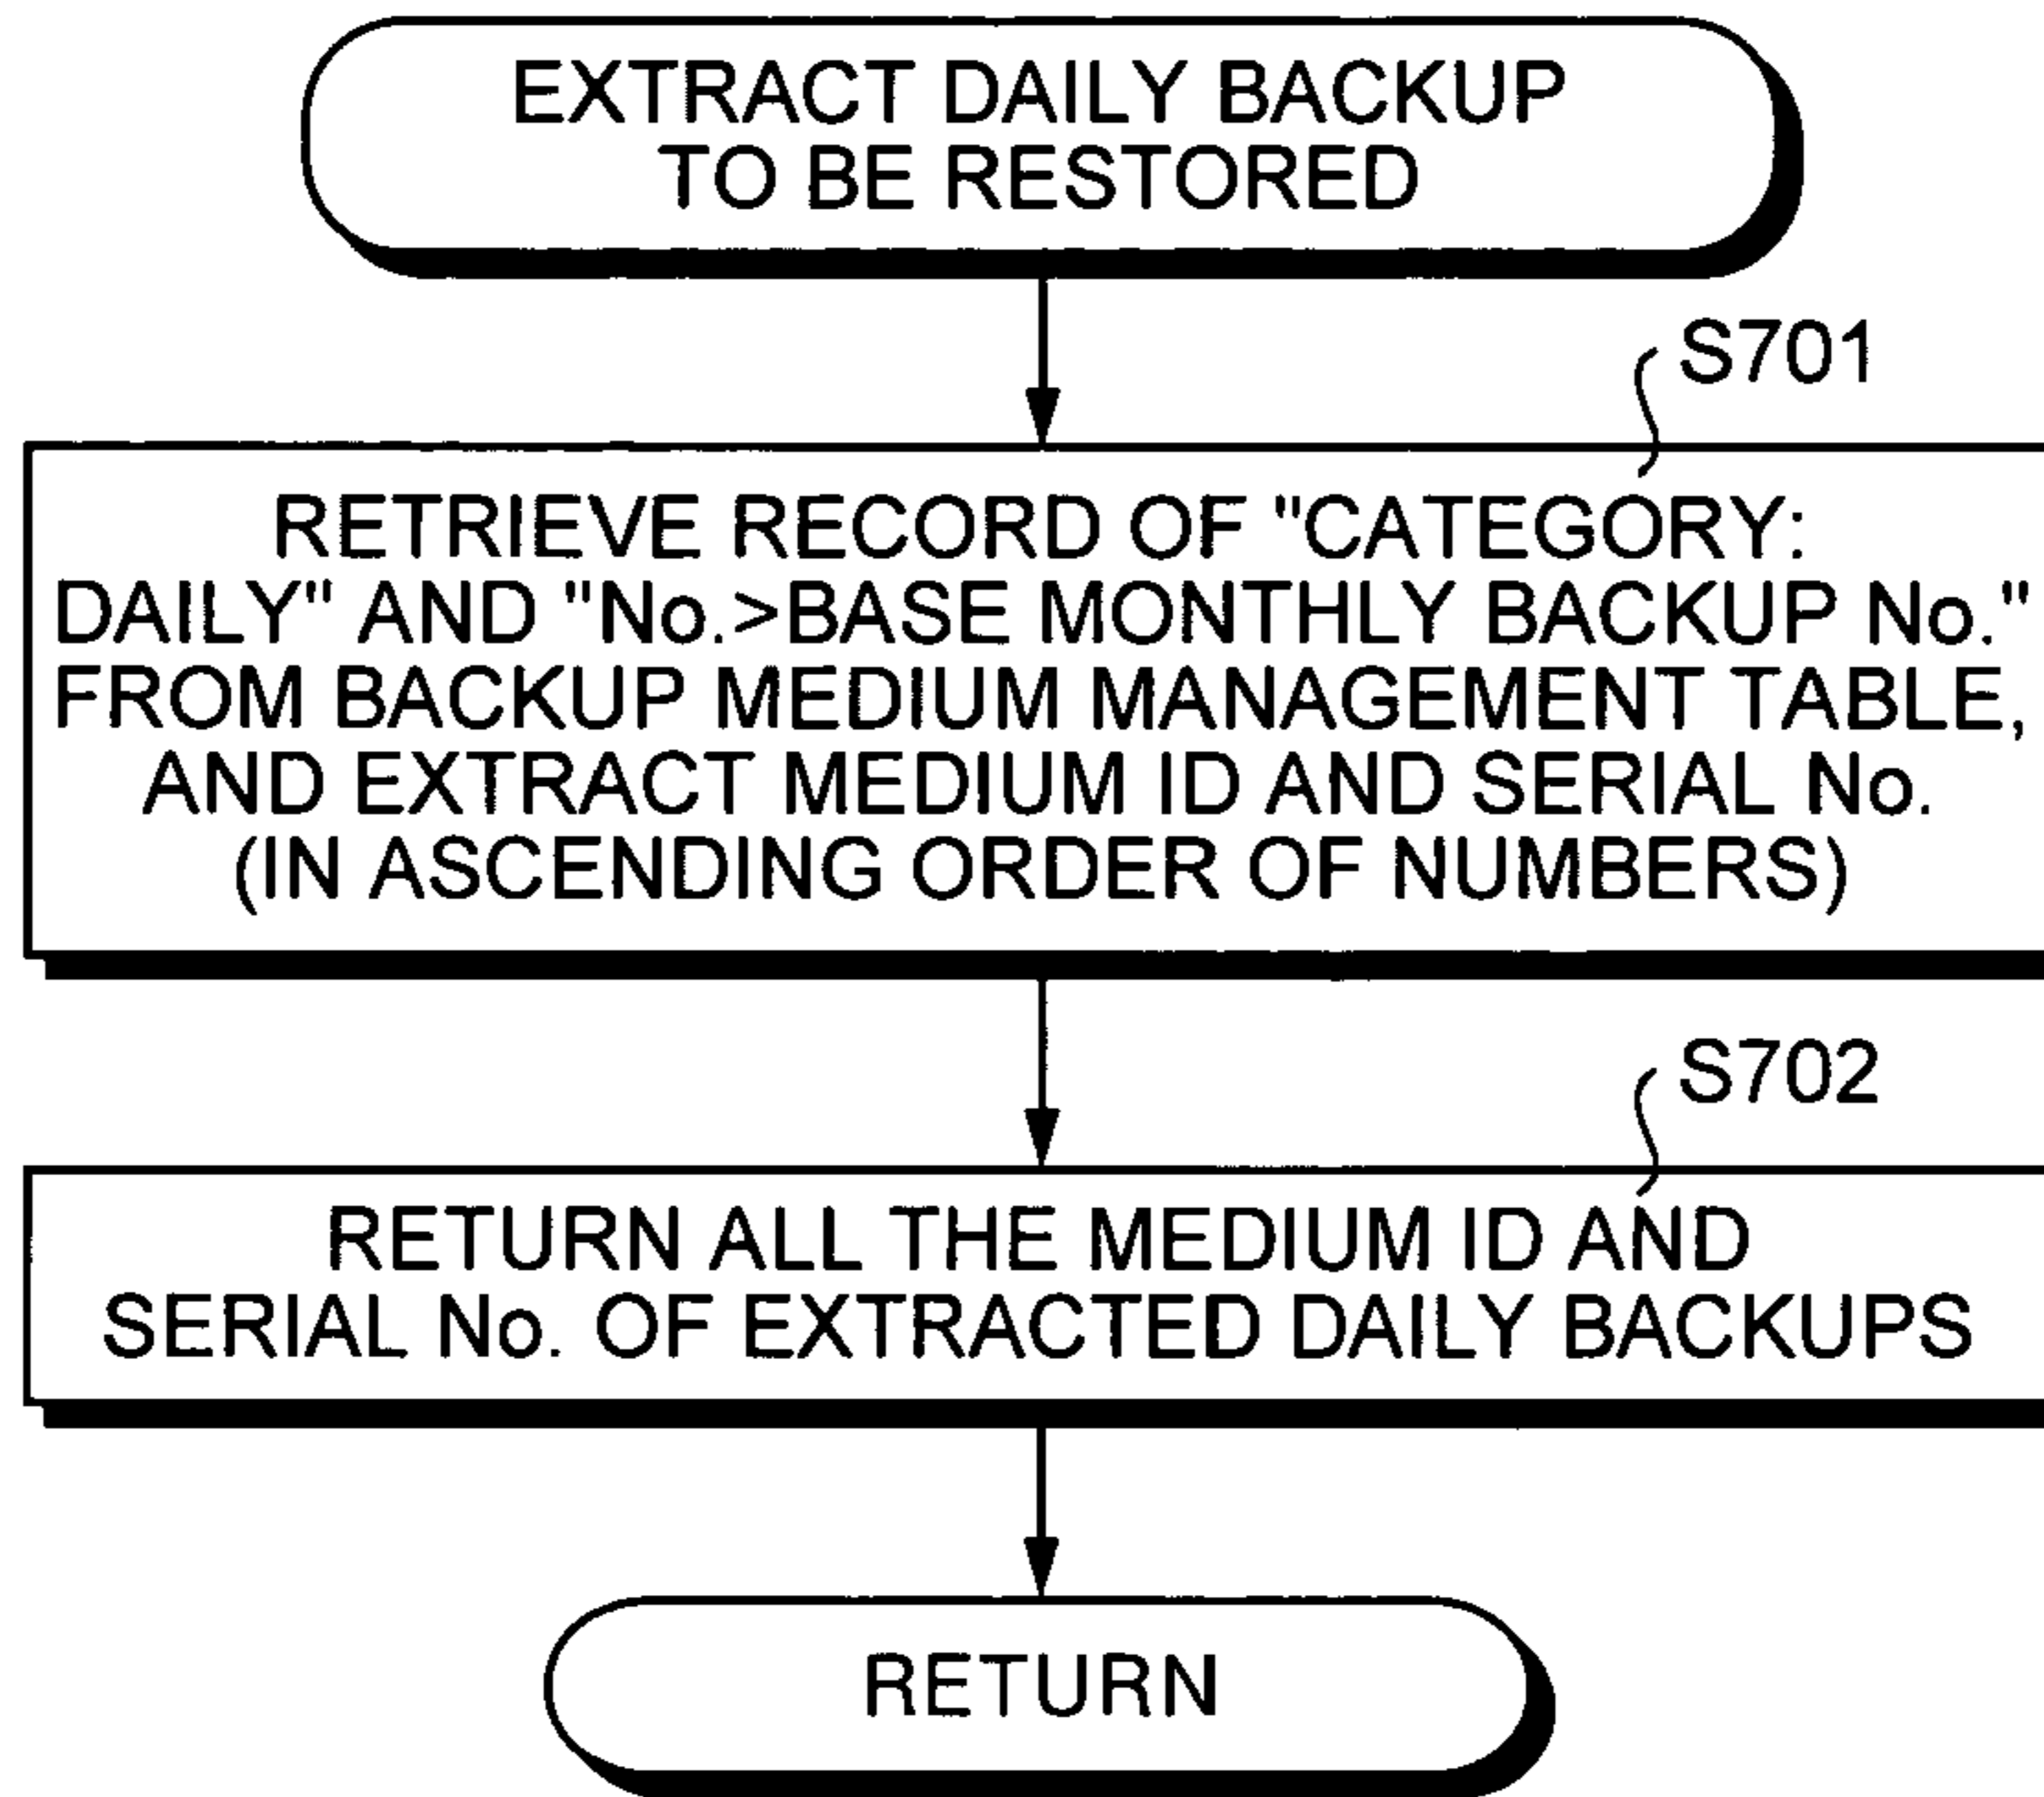 EXTRACT DAILY BACKUP
TO BE RESTORED
S701
RETRIEVE RECORD OF "CATEGORY:
DAILY" AND "No.>BASE MONTHLY BACKUP No."
FROM BACKUP MEDIUM MANAGEMENT TABLE,
AND EXTRACT MEDIUM ID AND SERIAL No.
(IN ASCENDING ORDER OF NUMBERS)
S702
RETURN ALL THE MEDIUM ID AND
SERIAL No. OF EXTRACTED DAILY BACKUPS
RETURN